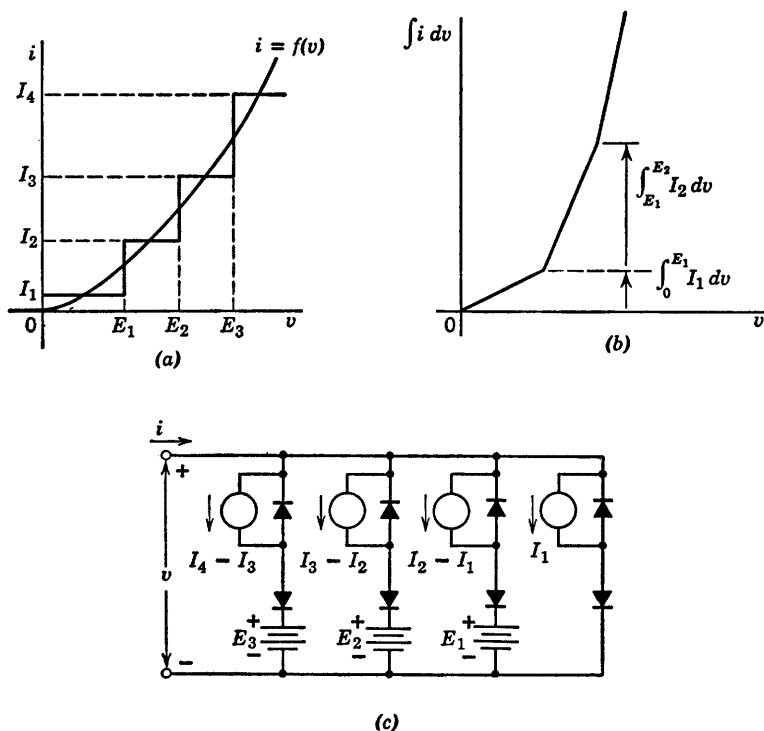 i
i = f(v)
I₄
I₃
I₂
I₁
0
E₁
E₂
E₃
v
(a)
∫ i dv
∫_{E₁}^{E₂} I₂ dv
∫_0^{E₁} I₁ dv
0
v
(b)
i
+
v
−
I₄ − I₃
I₃ − I₂
I₂ − I₁
I₁
+
E₃
−
+
E₂
−
+
E₁
−
(c)